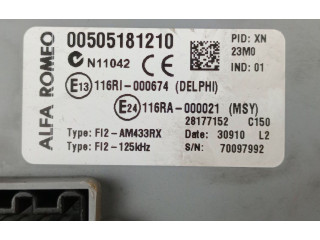 ALFA ROMEO
00505181210
PID: XN
N11042
23M0
IND: 01
E13 116RI-000674 (DELPHI)
E24 116RA-000021 (MSY)
28177152 C150
Type: FI2-AM433RX Date: 30910 L2
Type: FI2-125kHz S/N: 70097992